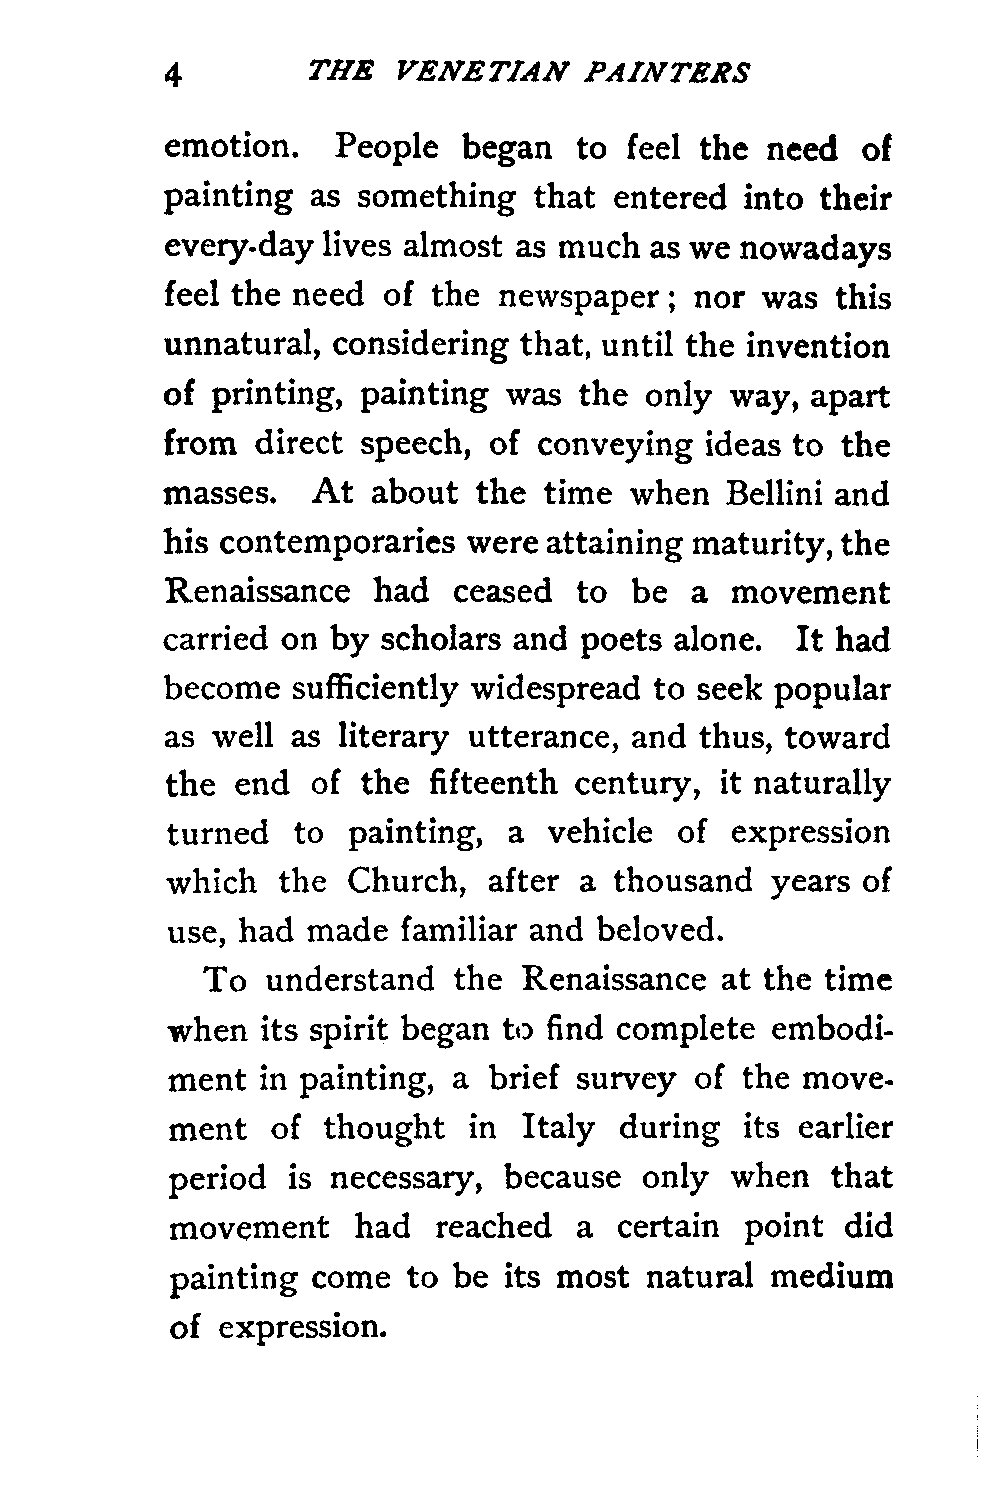 4 THE VENETIAN PAINTERS
emotion. People began to feel the need of
painting as something that entered into their
every-day lives almost as much as we nowadays
feel the need of the newspaper; nor was this
unnatural, considering that, until the invention
of printing, painting was the only way, apart
from direct speech, of conveying ideas to the
masses. At about the time when Bellini and
his contemporaries were attaining maturity, the
Renaissance had ceased to be a movement
carried on by scholars and poets alone. It had
become sufficiently widespread to seek popular
as well as literary utterance, and thus, toward
the end of the fifteenth century, it naturally
turned to painting, a vehicle of expression
which the Church, after a thousand years of
use, had made familiar and beloved.
To understand the Renaissance at the time
when its spirit began to find complete embodi-
ment in painting, a brief survey of the move-
ment of thought in Italy during its earlier
period is necessary, because only when that
movement had reached a certain point did
painting come to be its most natural medium
of expression.